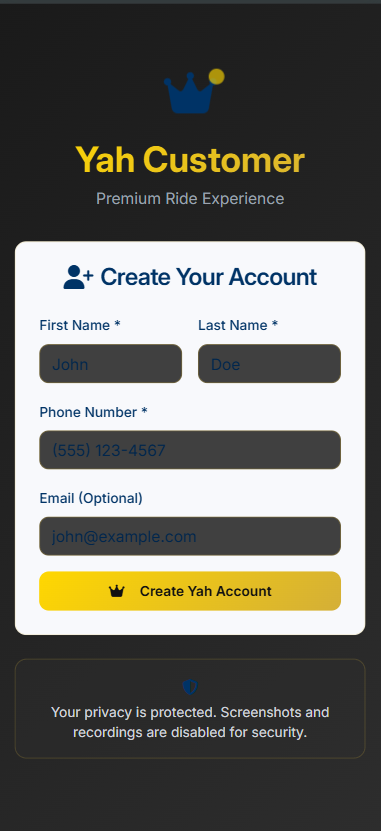 Yah Customer
Premium Ride Experience
Create Your Account
First Name * Last Name *
John Doe
Phone Number *
(555) 123-4567
Email (Optional)
john@example.com
Create Yah Account
Your privacy is protected. Screenshots and
recordings are disabled for security.